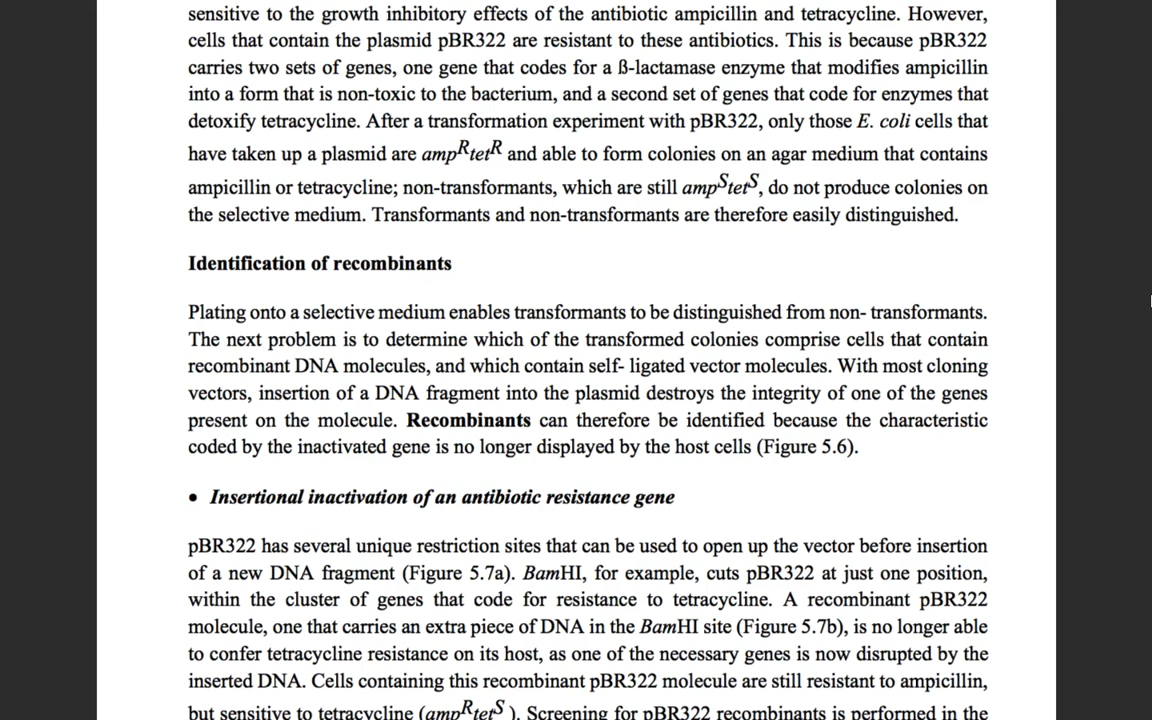 sensitive to the growth inhibitory effects of the antibiotic ampicillin and tetracycline. However,
cells that contain the plasmid pBR322 are resistant to these antibiotics. This is because pBR322
carries two sets of genes, one gene that codes for a ß-lactamase enzyme that modifies ampicillin
into a form that is non-toxic to the bacterium, and a second set of genes that code for enzymes that
detoxify tetracycline. After a transformation experiment with pBR322, only those E. coli cells that
have taken up a plasmid are ampRtetR and able to form colonies on an agar medium that contains
ampicillin or tetracycline; non-transformants, which are still ampStetS, do not produce colonies on
the selective medium. Transformants and non-transformants are therefore easily distinguished.
Identification of recombinants
Plating onto a selective medium enables transformants to be distinguished from non- transformants.
The next problem is to determine which of the transformed colonies comprise cells that contain
recombinant DNA molecules, and which contain self- ligated vector molecules. With most cloning
vectors, insertion of a DNA fragment into the plasmid destroys the integrity of one of the genes
present on the molecule. Recombinants can therefore be identified because the characteristic
coded by the inactivated gene is no longer displayed by the host cells (Figure 5.6).
• Insertional inactivation of an antibiotic resistance gene
pBR322 has several unique restriction sites that can be used to open up the vector before insertion
of a new DNA fragment (Figure 5.7a). BamHI, for example, cuts pBR322 at just one position,
within the cluster of genes that code for resistance to tetracycline. A recombinant pBR322
molecule, one that carries an extra piece of DNA in the BamHI site (Figure 5.7b), is no longer able
to confer tetracycline resistance on its host, as one of the necessary genes is now disrupted by the
inserted DNA. Cells containing this recombinant pBR322 molecule are still resistant to ampicillin,
but sensitive to tetracycline (ampRtetS ). Screening for pBR322 recombinants is performed in the